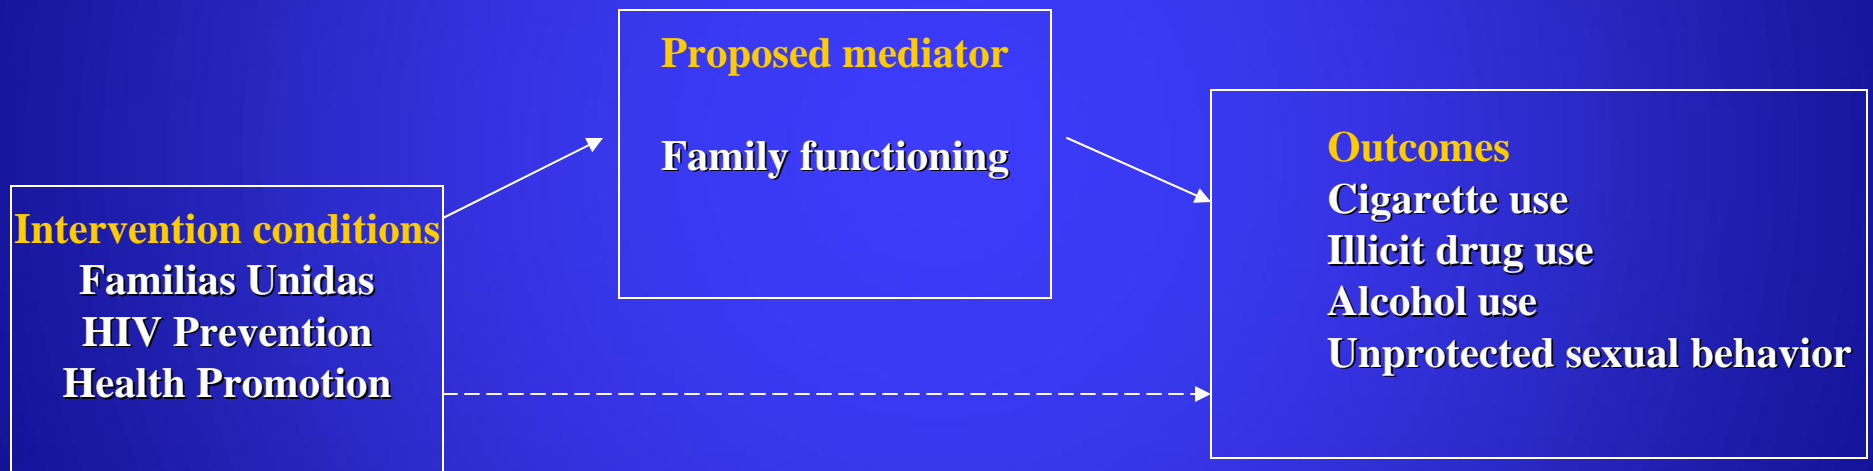 Proposed mediator
Family functioning
Intervention conditions
Familias Unidas
HIV Prevention
Health Promotion
Outcomes
Cigarette use
Illicit drug use
Alcohol use
Unprotected sexual behavior